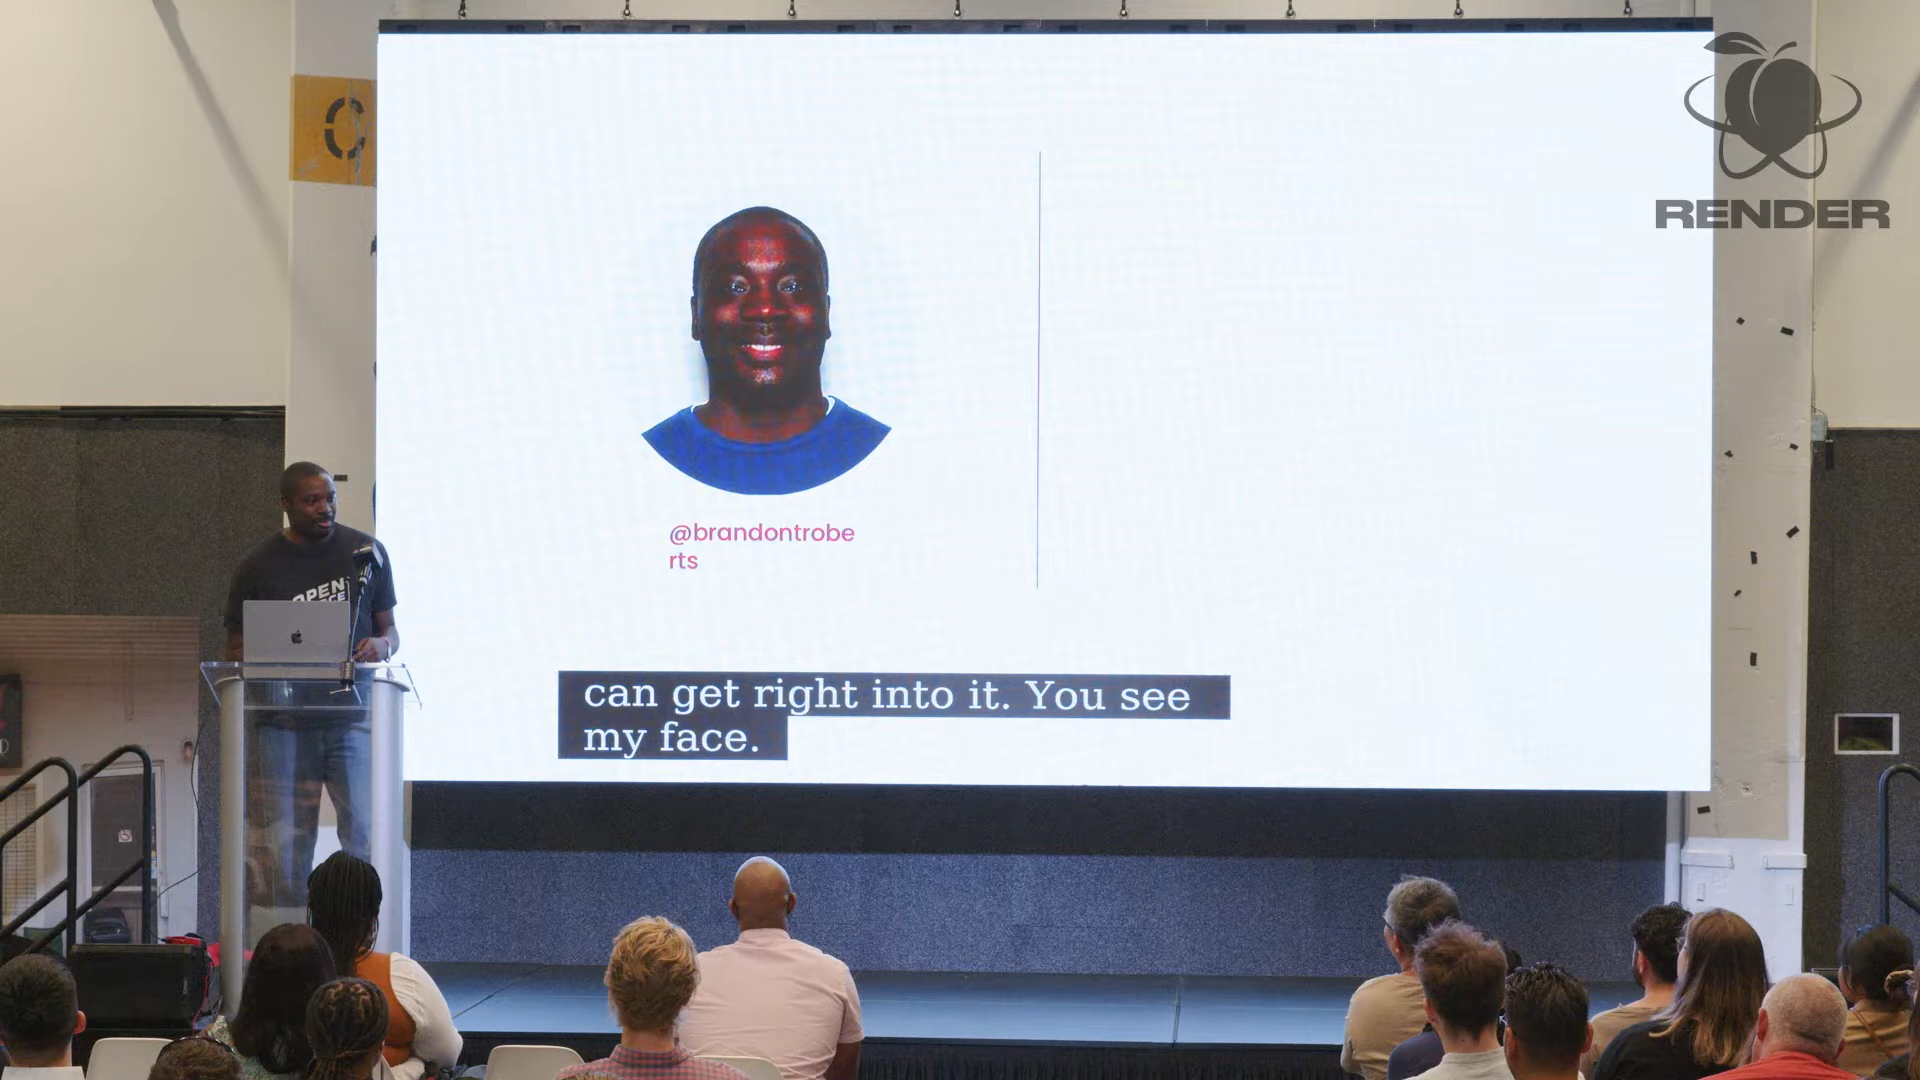 RENDER
@brandontrobe
rts
can get right into it. You see
my face.
OPEN